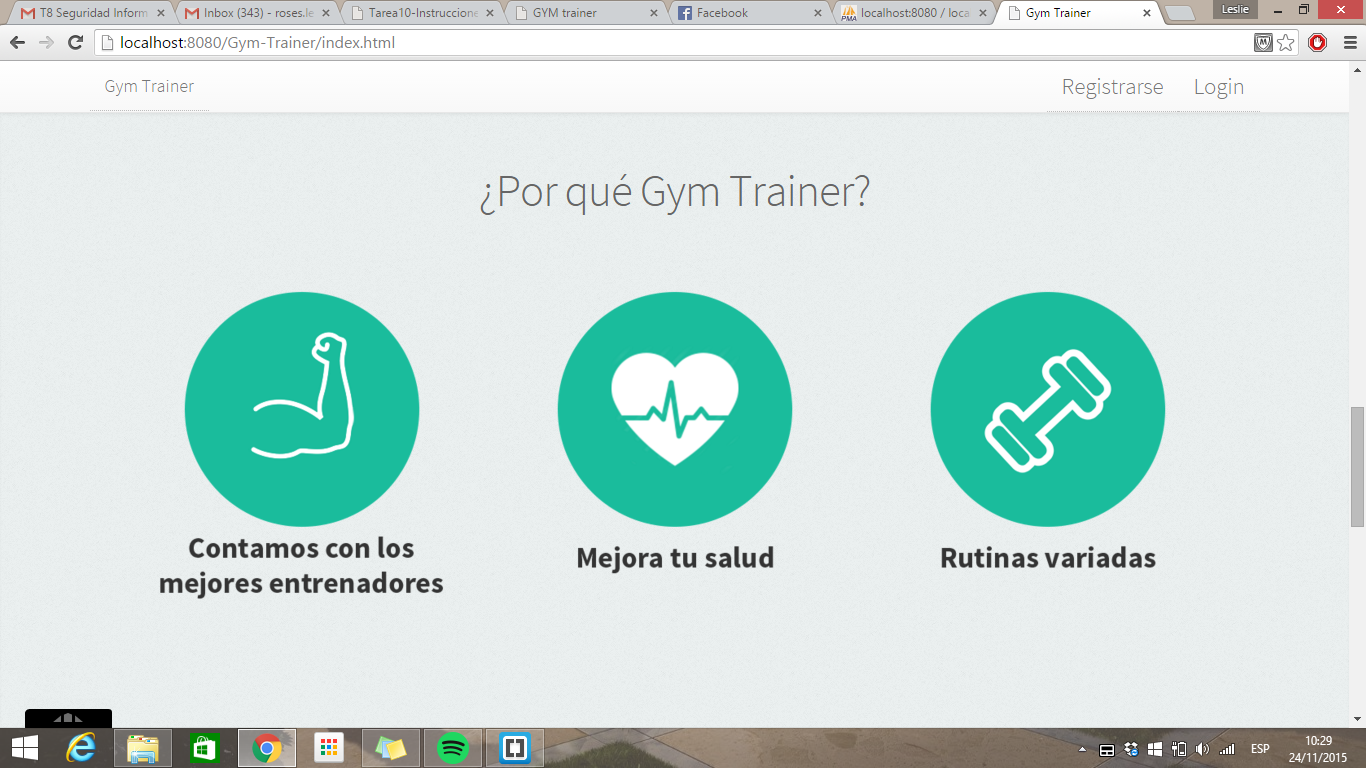 T8 Seguridad Inform
Inbox (343) - roses.le
Tarea10-Instruccione
GYM trainer
Facebook
localhost:8080 / loca
Gym Trainer
Leslie
localhost:8080/Gym-Trainer/index.html
Gym Trainer
Registrarse
Login
¿Por qué Gym Trainer?
Contamos con los
mejores entrenadores
Mejora tu salud
Rutinas variadas
ESP
10:29
24/11/2015